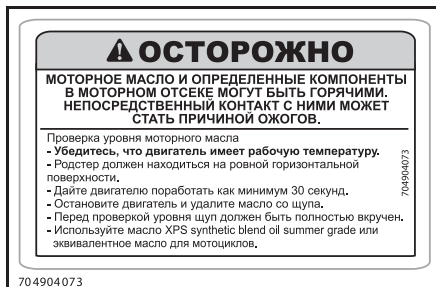 ОСТОРОЖНО
МОТОРНОЕ МАСЛО И ОПРЕДЕЛЕННЫЕ КОМПОНЕНТЫ
В МОТОРНОМ ОТСЕКЕ МОГУТ БЫТЬ ГОРЯЧИМИ.
НЕПОСРЕДСТВЕННЫЙ КОНТАКТ С НИМИ МОЖЕТ
СТАТЬ ПРИЧИНОЙ ОЖОГОВ.
Проверка уровня моторного масла
- Убедитесь, что двигатель имеет рабочую температуру.
- Родстер должен находиться на ровной горизонтальной
поверхности.
- Дайте двигателю поработать как минимум 30 секунд.
- Остановите двигатель и удалите масло со щупа.
- Перед проверкой уровня щуп должен быть полностью вкручен.
- Используйте масло XPS synthetic blend oil summer grade или
эквивалентное масло для мотоциклов.
704904073
704904073